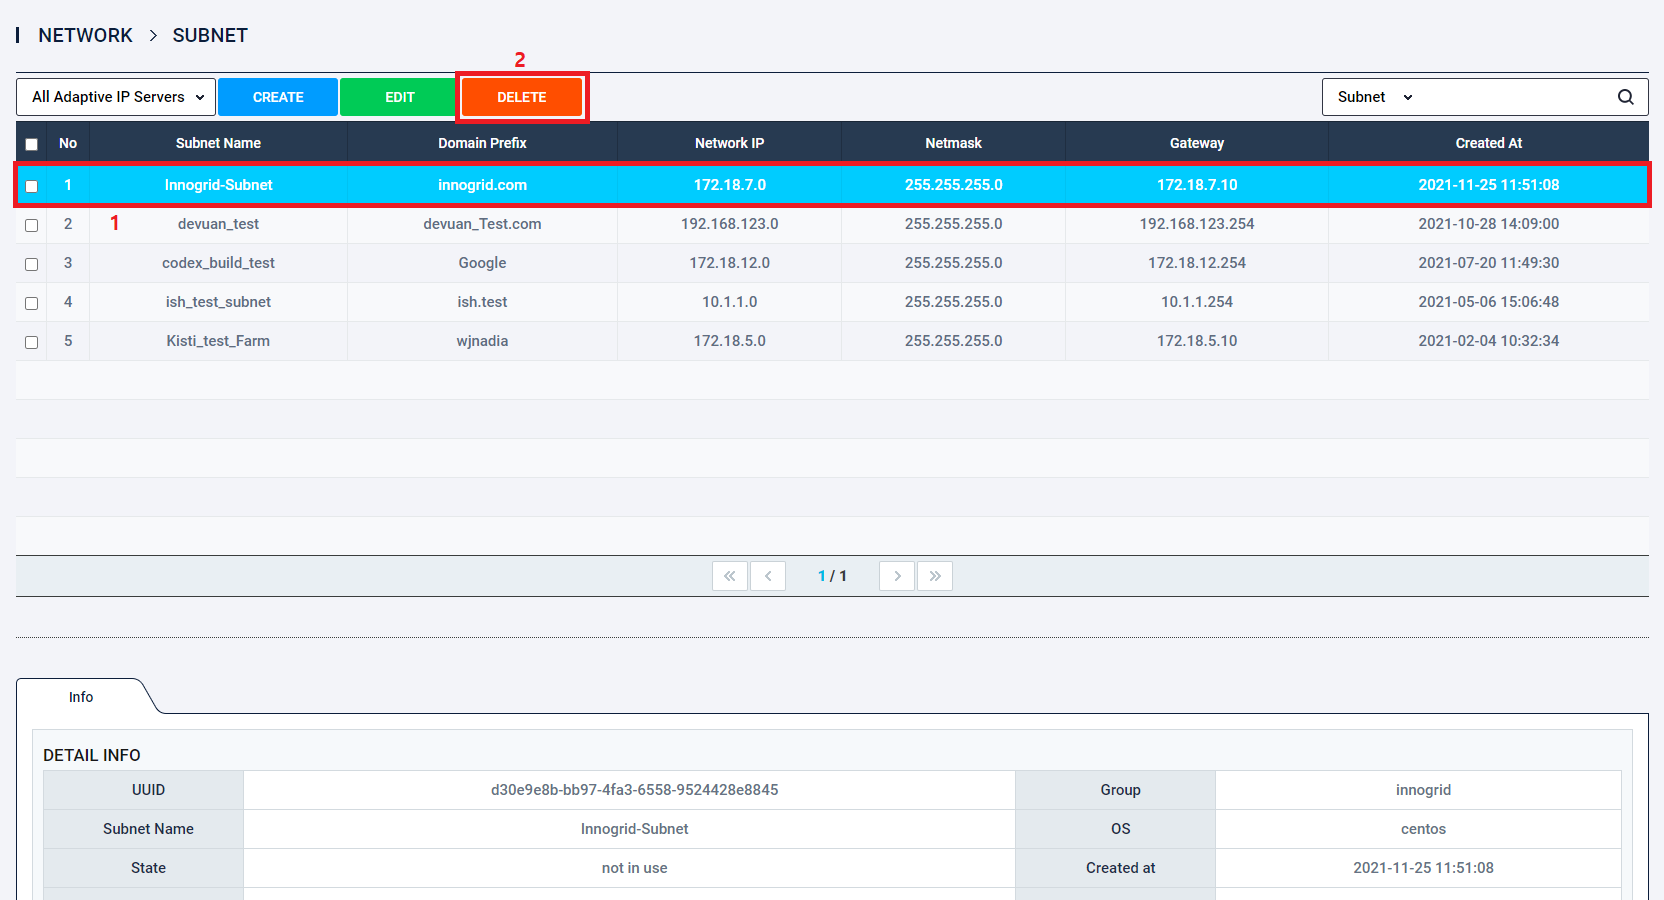 NETWORK > SUBNET
2
All Adaptive IP Servers CREATE EDIT DELETE Subnet
No Subnet Name Domain Prefix Network IP Netmask Gateway Created At
1 Innogrid-Subnet innogrid.com 172.18.7.0 255.255.255.0 172.18.7.10 2021-11-25 11:51:08
2 1 devuan_test devuan_Test.com 192.168.123.0 255.255.255.0 192.168.123.254 2021-10-28 14:09:00
3 codex_build_test Google 172.18.12.0 255.255.255.0 172.18.12.254 2021-07-20 11:49:30
4 ish_test_subnet ish.test 10.1.1.0 255.255.255.0 10.1.1.254 2021-05-06 15:06:48
5 Kisti_test_Farm wjnadia 172.18.5.0 255.255.255.0 172.18.5.10 2021-02-04 10:32:34
« < 1 / 1 > »
Info
DETAIL INFO
UUID d30e9e8b-bb97-4fa3-6558-9524428e8845 Group innogrid
Subnet Name Innogrid-Subnet OS centos
State not in use Created at 2021-11-25 11:51:08